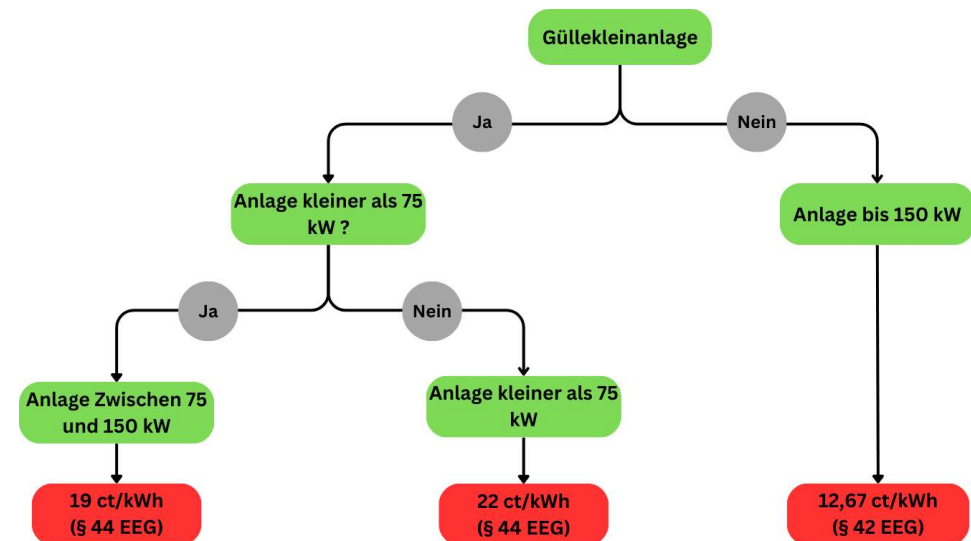 Güllekleinanlage
Ja
Nein
Anlage kleiner als 75
kW ?
Anlage bis 150 kW
Ja
Nein
Anlage Zwischen 75
und 150 kW
Anlage kleiner als 75
kW
19 ct/kWh
(§ 44 EEG)
22 ct/kWh
(§ 44 EEG)
12,67 ct/kWh
(§ 42 EEG)